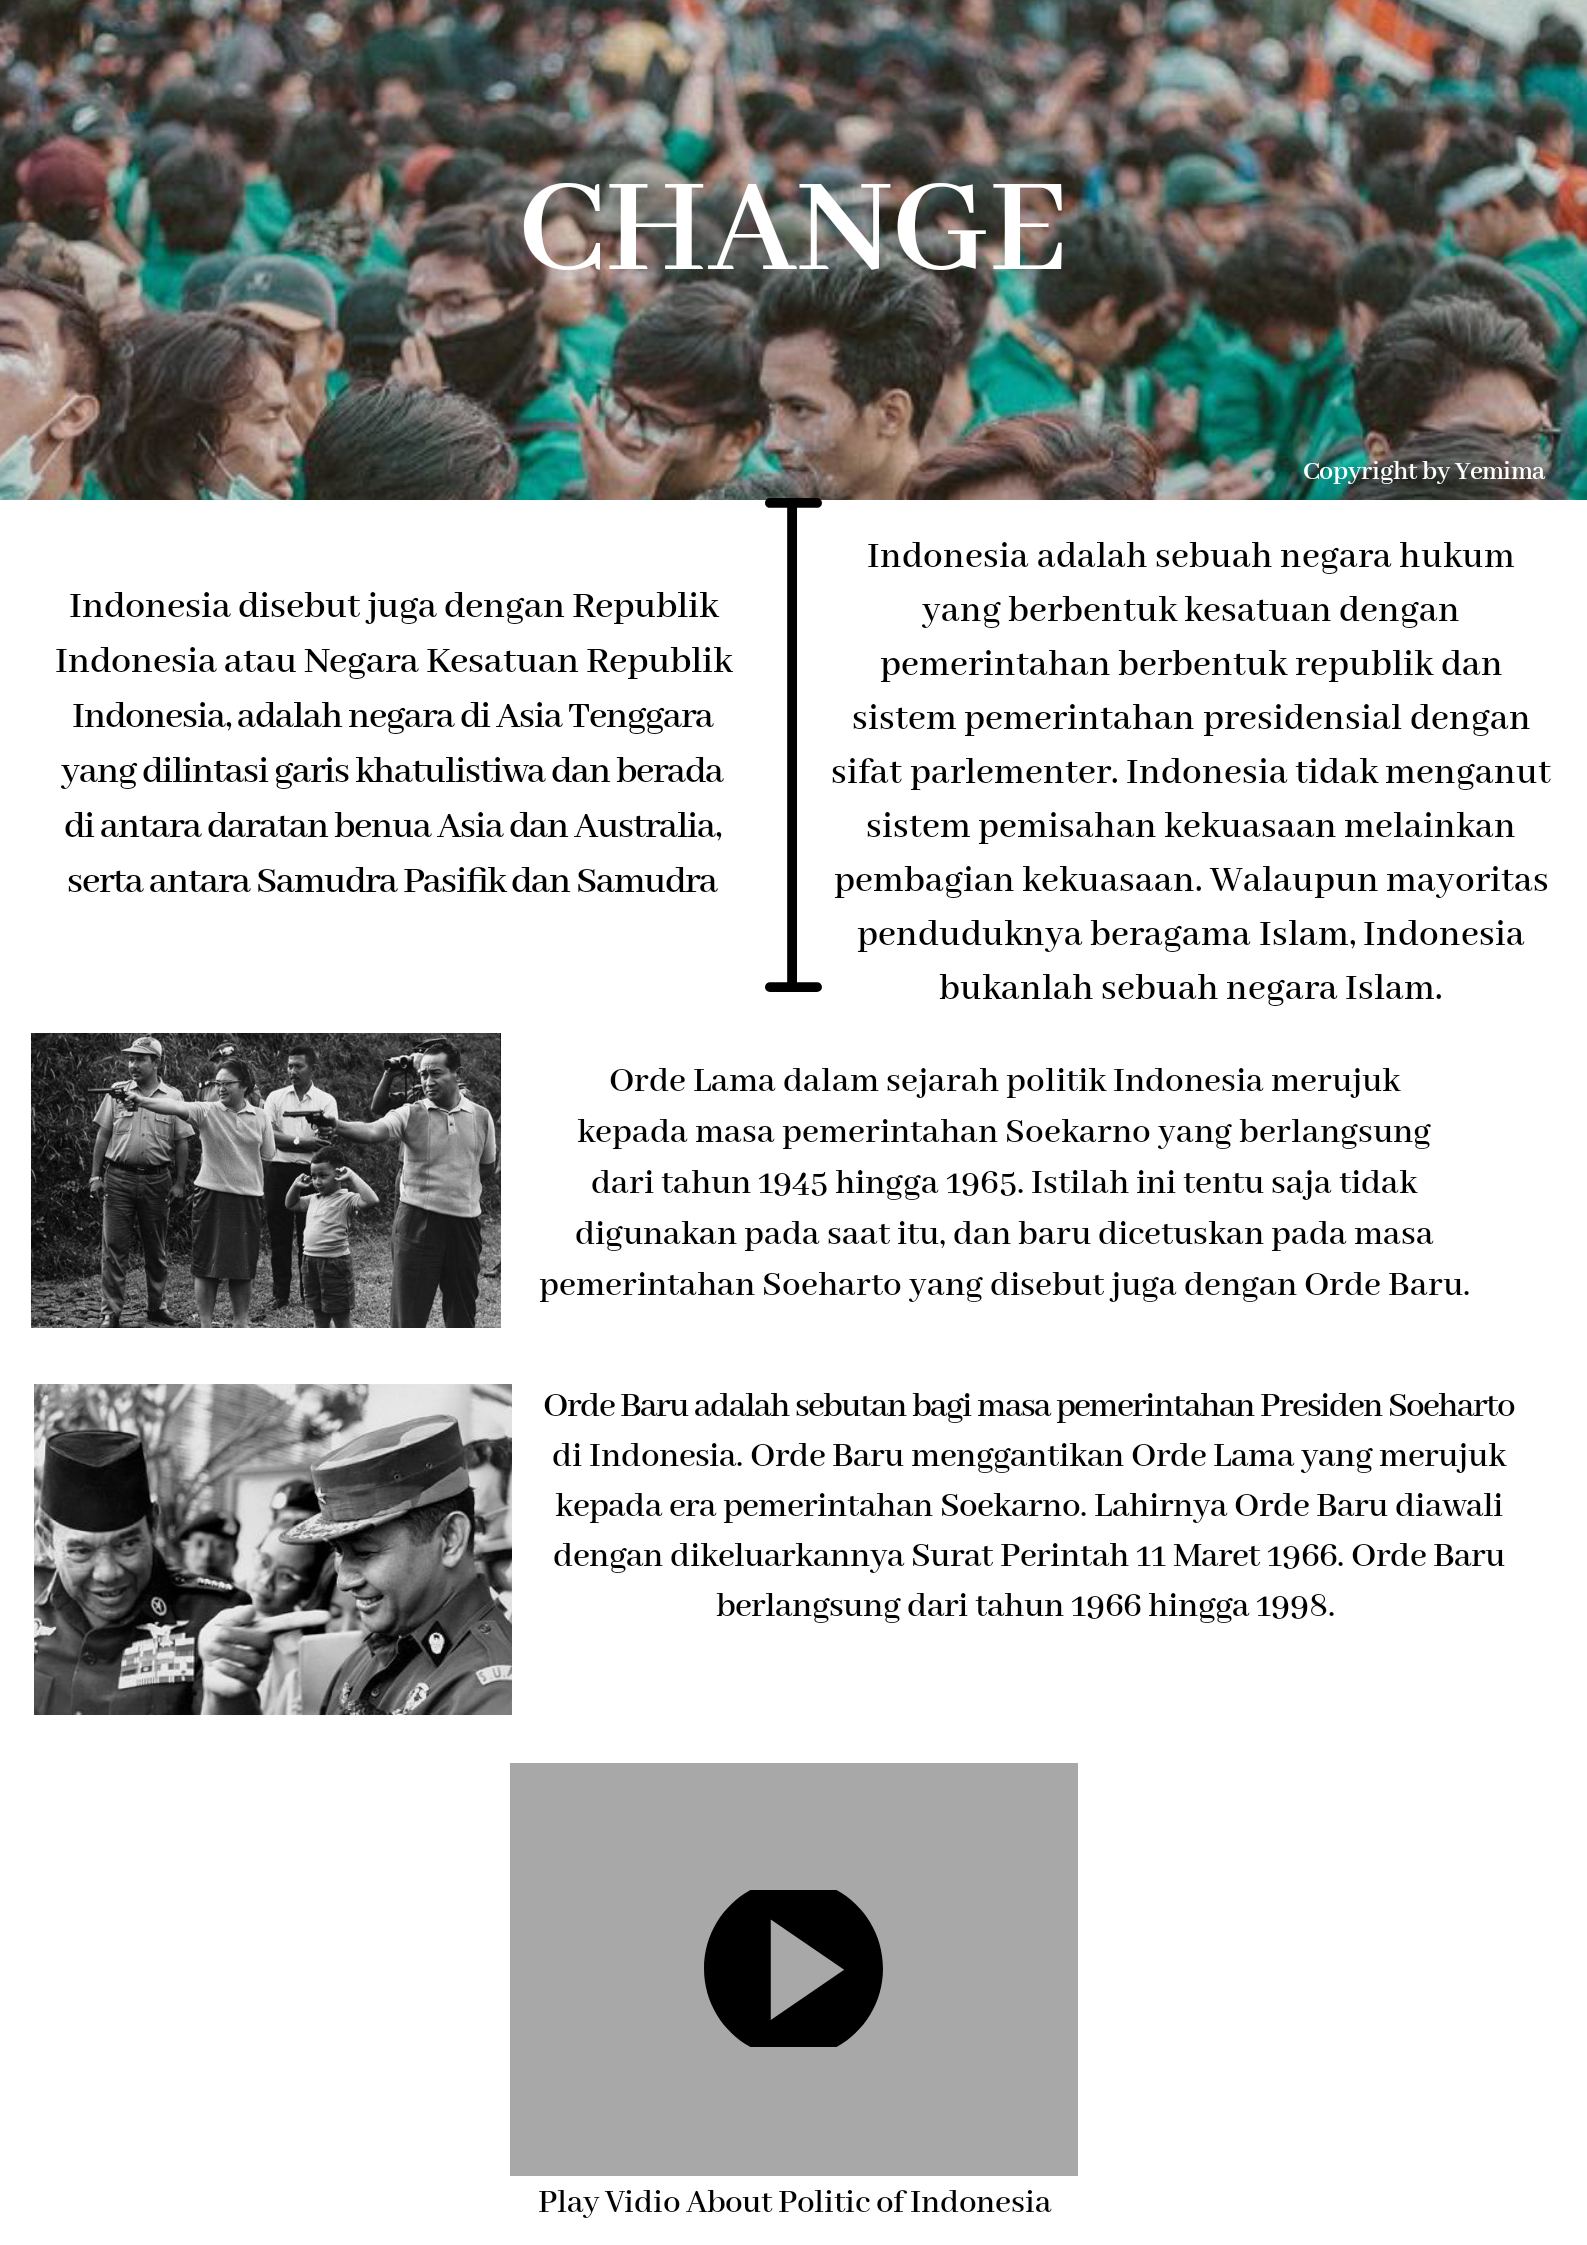 CHANGE
Copyright by Yemima
Indonesia disebut juga dengan Republik
Indonesia atau Negara Kesatuan Republik
Indonesia, adalah negara di Asia Tenggara
yang dilintasi garis khatulistiwa dan berada
di antara daratan benua Asia dan Australia,
serta antara Samudra Pasifik dan Samudra
Indonesia adalah sebuah negara hukum
yang berbentuk kesatuan dengan
pemerintahan berbentuk republik dan
sistem pemerintahan presidensial dengan
sifat parlementer. Indonesia tidak menganut
sistem pemisahan kekuasaan melainkan
pembagian kekuasaan. Walaupun mayoritas
penduduknya beragama Islam, Indonesia
bukanlah sebuah negara Islam.
Orde Lama dalam sejarah politik Indonesia merujuk
kepada masa pemerintahan Soekarno yang berlangsung
dari tahun 1945 hingga 1965. Istilah ini tentu saja tidak
digunakan pada saat itu, dan baru dicetuskan pada masa
pemerintahan Soeharto yang disebut juga dengan Orde Baru.
Orde Baru adalah sebutan bagi masa pemerintahan Presiden Soeharto
di Indonesia. Orde Baru menggantikan Orde Lama yang merujuk
kepada era pemerintahan Soekarno. Lahirnya Orde Baru diawali
dengan dikeluarkannya Surat Perintah 11 Maret 1966. Orde Baru
berlangsung dari tahun 1966 hingga 1998.
Play Vidio About Politic of Indonesia